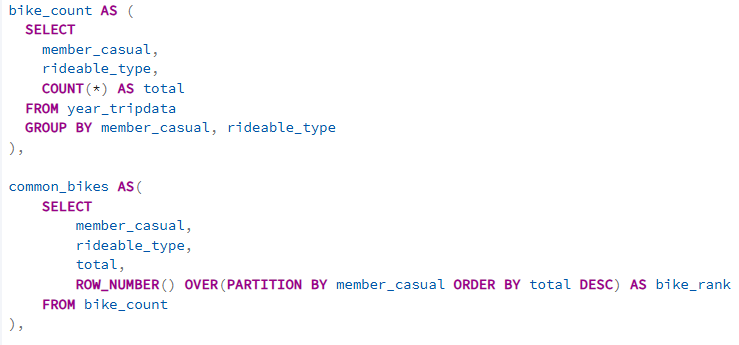 bike_count AS (
  SELECT
    member_casual,
    rideable_type,
    COUNT(*) AS total
  FROM year_tripdata
  GROUP BY member_casual, rideable_type
),

common_bikes AS(
    SELECT
        member_casual,
        rideable_type,
        total,
        ROW_NUMBER() OVER(PARTITION BY member_casual ORDER BY total DESC) AS bike_rank
    FROM bike_count
),